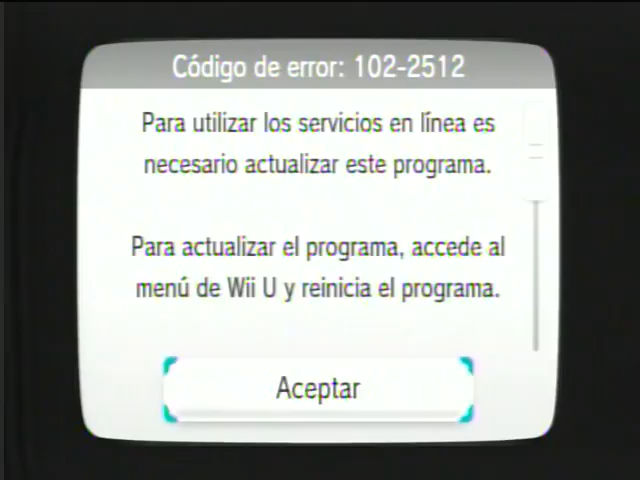 Código de error: 102-2512
Para utilizar los servicios en línea es
necesario actualizar este programa.
Para actualizar el programa, accede al
menú de Wii U y reinicia el programa.
Aceptar